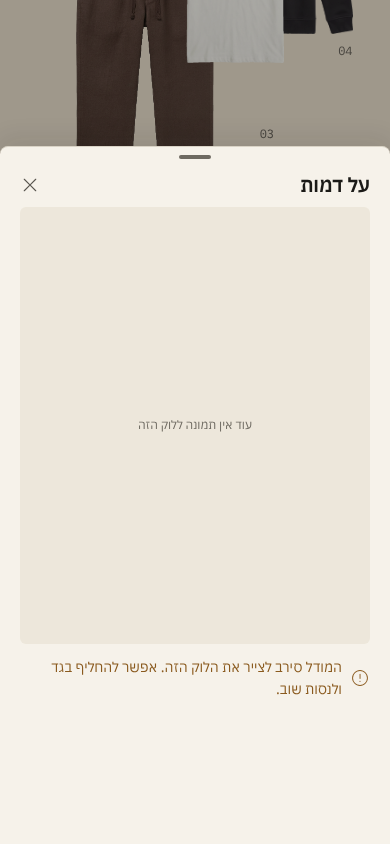 04
03
על דמות
עוד אין תמונה ללוק הזה
המודל סירב לצייר את הלוק הזה. אפשר להחליף בגד
ולנסות שוב.